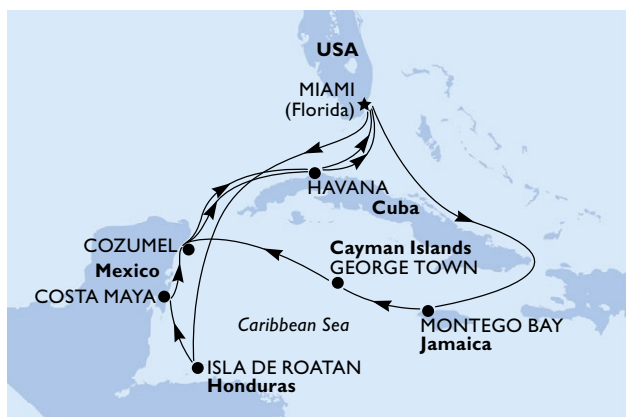 USA
MIAMI
(Florida)
HAVANA
Cuba
COZUMEL
Mexico
Cayman Islands
GEORGE TOWN
COSTA MAYA
Caribbean Sea
MONTEGO BAY
Jamaica
ISLA DE ROATAN
Honduras